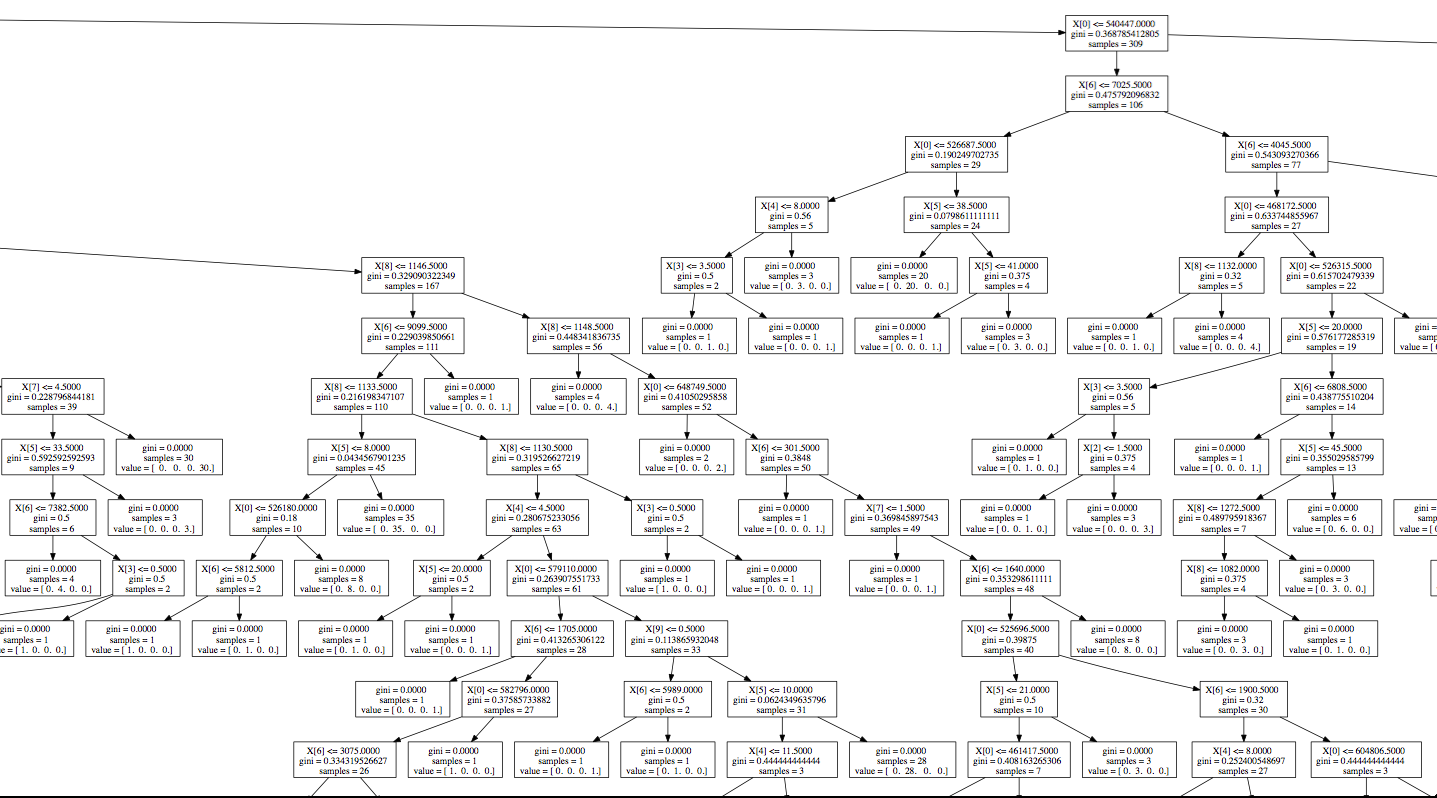 X[0] <= 540447.0000
gini = 0.368785412805
samples = 309
X[6] <= 7025.5000
gini = 0.475792096832
samples = 106
X[0] <= 526687.5000
gini = 0.190249702735
samples = 29
X[6] <= 4045.5000
gini = 0.543093270366
samples = 77
X[4] <= 8.0000
gini = 0.56
samples = 5
X[5] <= 38.5000
gini = 0.0798611111111
samples = 24
X[0] <= 468172.5000
gini = 0.633744855967
samples = 27
X[8] <= 1146.5000
gini = 0.329090322349
samples = 167
X[3] <= 3.5000
gini = 0.5
samples = 2
gini = 0.0000
samples = 3
value = [ 0. 3. 0. 0.]
gini = 0.0000
samples = 20
value = [ 0. 20. 0. 0.]
X[5] <= 41.0000
gini = 0.375
samples = 4
X[8] <= 1132.0000
gini = 0.32
samples = 5
X[0] <= 526315.5000
gini = 0.615702479339
samples = 22
X[6] <= 9099.5000
gini = 0.229039850661
samples = 111
X[8] <= 1148.5000
gini = 0.448341836735
samples = 56
gini = 0.0000
samples = 1
value = [ 0. 0. 1. 0.]
gini = 0.0000
samples = 1
value = [ 0. 0. 0. 1.]
gini = 0.0000
samples = 1
value = [ 0. 0. 0. 1.]
gini = 0.0000
samples = 3
value = [ 0. 3. 0. 0.]
gini = 0.0000
samples = 1
value = [ 0. 0. 1. 0.]
gini = 0.0000
samples = 4
value = [ 0. 0. 0. 4.]
X[5] <= 20.0000
gini = 0.576177285319
samples = 19
X[7] <= 4.5000
gini = 0.228796844181
samples = 39
X[8] <= 1133.5000
gini = 0.216198347107
samples = 110
gini = 0.0000
samples = 1
value = [ 0. 0. 0. 1.]
gini = 0.0000
samples = 4
value = [ 0. 0. 0. 4.]
X[0] <= 648749.5000
gini = 0.41050295858
samples = 52
X[3] <= 3.5000
gini = 0.56
samples = 5
X[6] <= 6808.5000
gini = 0.438775510204
samples = 14
X[5] <= 33.5000
gini = 0.592592592593
samples = 9
gini = 0.0000
samples = 30
value = [ 0. 0. 0. 30.]
X[5] <= 8.0000
gini = 0.0434567901235
samples = 45
X[8] <= 1130.5000
gini = 0.319526627219
samples = 65
gini = 0.0000
samples = 2
value = [ 0. 0. 0. 2.]
X[6] <= 301.5000
gini = 0.3848
samples = 50
gini = 0.0000
samples = 1
value = [ 0. 1. 0. 0.]
X[2] <= 1.5000
gini = 0.375
samples = 4
gini = 0.0000
samples = 1
value = [ 0. 0. 0. 1.]
X[5] <= 45.5000
gini = 0.355029585799
samples = 13
X[6] <= 7382.5000
gini = 0.5
samples = 6
gini = 0.0000
samples = 3
value = [ 0. 0. 0. 3.]
X[0] <= 526180.0000
gini = 0.18
samples = 10
gini = 0.0000
samples = 35
value = [ 0. 35. 0. 0.]
X[4] <= 4.5000
gini = 0.280675233056
samples = 63
X[3] <= 0.5000
gini = 0.5
samples = 2
gini = 0.0000
samples = 1
value = [ 0. 0. 0. 1.]
X[7] <= 1.5000
gini = 0.369845897543
samples = 49
gini = 0.0000
samples = 1
value = [ 0. 0. 1. 0.]
gini = 0.0000
samples = 3
value = [ 0. 0. 0. 3.]
X[8] <= 1272.5000
gini = 0.489795918367
samples = 7
gini = 0.0000
samples = 6
value = [ 0. 6. 0. 0.]
gini = 0.0000
samples = 4
value = [ 0. 4. 0. 0.]
X[3] <= 0.5000
gini = 0.5
samples = 2
X[6] <= 5812.5000
gini = 0.5
samples = 2
gini = 0.0000
samples = 8
value = [ 0. 8. 0. 0.]
X[5] <= 20.0000
gini = 0.5
samples = 2
X[0] <= 579110.0000
gini = 0.263907551733
samples = 61
gini = 0.0000
samples = 1
value = [ 1. 0. 0. 0.]
gini = 0.0000
samples = 1
value = [ 0. 0. 0. 1.]
gini = 0.0000
samples = 1
value = [ 0. 0. 0. 1.]
X[6] <= 1640.0000
gini = 0.353298611111
samples = 48
X[8] <= 1082.0000
gini = 0.375
samples = 4
gini = 0.0000
samples = 3
value = [ 0. 3. 0. 0.]
gini = 0.0000
samples = 1
= [ 1. 0. 0. 0.]
gini = 0.0000
samples = 1
value = [ 1. 0. 0. 0.]
gini = 0.0000
samples = 1
value = [ 0. 1. 0. 0.]
gini = 0.0000
samples = 1
value = [ 0. 1. 0. 0.]
gini = 0.0000
samples = 1
value = [ 0. 0. 0. 1.]
X[6] <= 1705.0000
gini = 0.413265306122
samples = 28
X[9] <= 0.5000
gini = 0.113865932048
samples = 33
X[0] <= 525696.5000
gini = 0.39875
samples = 40
gini = 0.0000
samples = 8
value = [ 0. 8. 0. 0.]
gini = 0.0000
samples = 3
value = [ 0. 0. 3. 0.]
gini = 0.0000
samples = 1
value = [ 0. 1. 0. 0.]
gini = 0.0000
samples = 1
value = [ 0. 0. 0. 1.]
X[0] <= 582796.0000
gini = 0.37585733882
samples = 27
X[6] <= 5989.0000
gini = 0.5
samples = 2
X[5] <= 10.0000
gini = 0.0624349635796
samples = 31
X[5] <= 21.0000
gini = 0.5
samples = 10
X[6] <= 1900.5000
gini = 0.32
samples = 30
X[6] <= 3075.0000
gini = 0.334319526627
samples = 26
gini = 0.0000
samples = 1
value = [ 1. 0. 0. 0.]
gini = 0.0000
samples = 1
value = [ 0. 0. 0. 1.]
gini = 0.0000
samples = 1
value = [ 0. 1. 0. 0.]
X[4] <= 11.5000
gini = 0.444444444444
samples = 3
gini = 0.0000
samples = 28
value = [ 0. 28. 0. 0.]
X[0] <= 461417.5000
gini = 0.408163265306
samples = 7
gini = 0.0000
samples = 3
value = [ 0. 3. 0. 0.]
X[4] <= 8.0000
gini = 0.252400548697
samples = 27
X[0] <= 604806.5000
gini = 0.444444444444
samples = 3